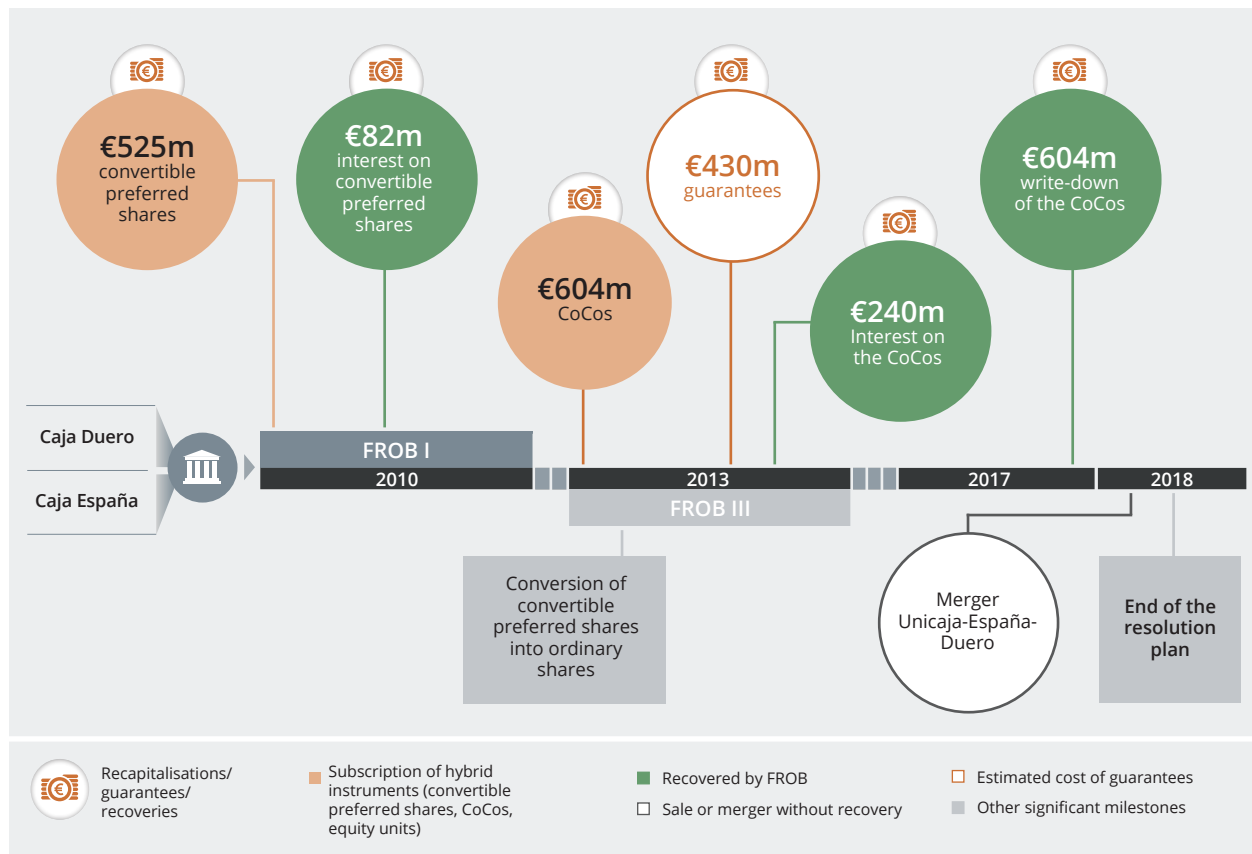 €525m
convertible
preferred
shares
€82m
interest on
convertible
preferred
shares
€604m
CoCos
€430m
guarantees
€240m
Interest on
the CoCos
€604m
write-down
of the CoCos
Caja Duero
Caja España
FROB I
2010
2013
2017
2018
FROB III
Conversion of
convertible
preferred shares
into ordinary
shares
Merger
Unicaja-España-
Duero
End of the
resolution
plan
Recapitalisations/
guarantees/
recoveries
Subscription of hybrid
instruments (convertible
preferred shares, CoCos,
equity units)
Recovered by FROB
Sale or merger without recovery
Estimated cost of guarantees
Other significant milestones